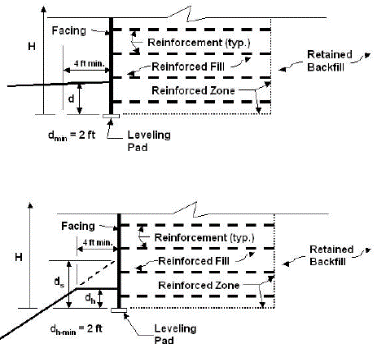 H
Facing
4 ft min.
Reinforcement (typ.)
Reinforced Fill
Reinforced Zone
Retained
Backfill
d
dmin = 2 ft
Leveling
Pad
H
Facing
4 ft min.
Reinforcement (typ.)
Reinforced Fill
Reinforced Zone
Retained
Backfill
ds
dh
dh-min = 2 ft
Leveling
Pad